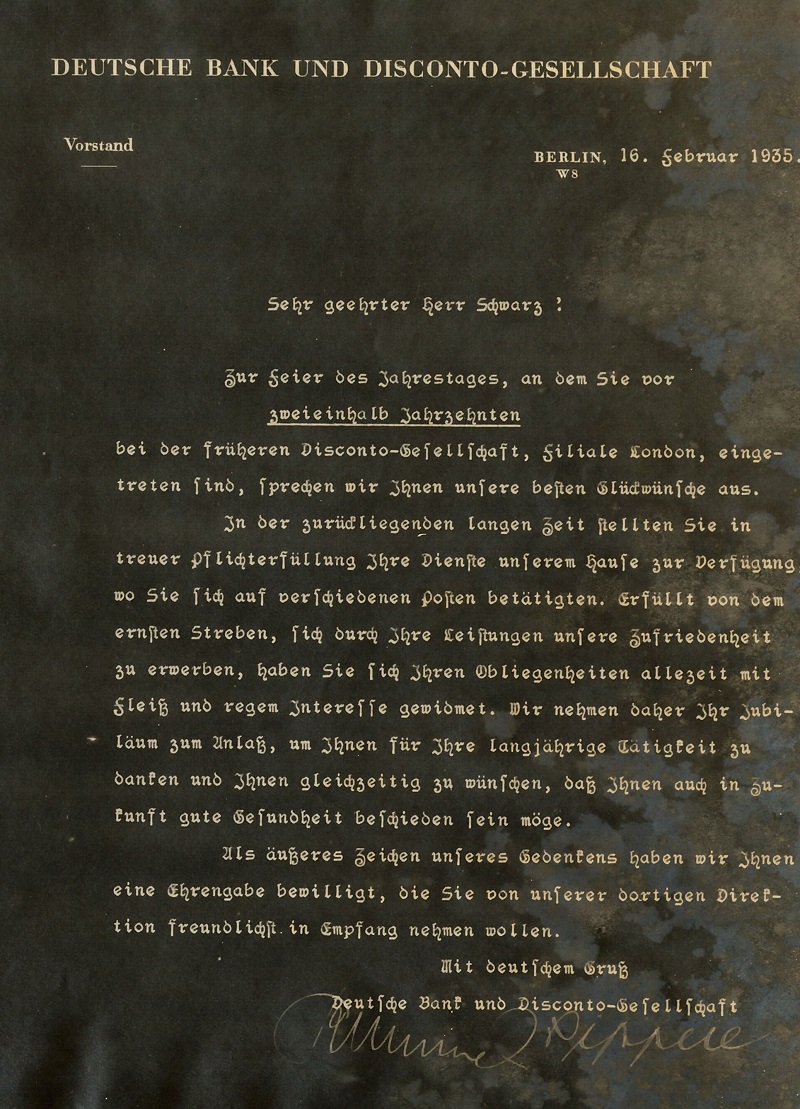 DEUTSCHE BANK UND DISCONTO-GESELLSCHAFT
Vorstand
BERLIN, 16. Februar 1935.
W8
Sehr geehrter Herr Schwarz !
Zur Feier des Jahrestages, an dem Sie vor
zweieinhalb Jahrzehnten
bei der früheren Disconto-Geſellſchaft, Filiale London, einge-
treten ſind, ſprechen wir Ihnen unſere beſten Glückwünſche aus.
In der zurückliegenden langen Zeit ſtellten Sie in
treuer Pflichterfüllung Ihre Dienſte unſerem Hauſe zur Verfügung
wo Sie ſich auf verſchiedenen Poſten betätigten. Erfüllt von dem
ernſten Streben, ſich durch Ihre Leiſtungen unſere Zufriedenheit
zu erwerben, haben Sie ſich Ihren Obliegenheiten allezeit mit
Fleiß und regem Intereſſe gewidmet. Wir nehmen daher Ihr Jubi-
läum zum Anlaß, um Ihnen für Ihre langjährige Tätigkeit zu
danken und Ihnen gleichzeitig zu wünſchen, daß Ihnen auch in Zu-
kunft gute Geſundheit beſchieden ſein möge.
Als äußeres Zeichen unſeres Gedenkens haben wir Ihnen
eine Ehrengabe bewilligt, die Sie von unſerer dortigen Direk-
tion freundlichſt in Empfang nehmen wollen.
Mit deutſchem Gruß
Deutſche Bank und Disconto-Geſellſchaft